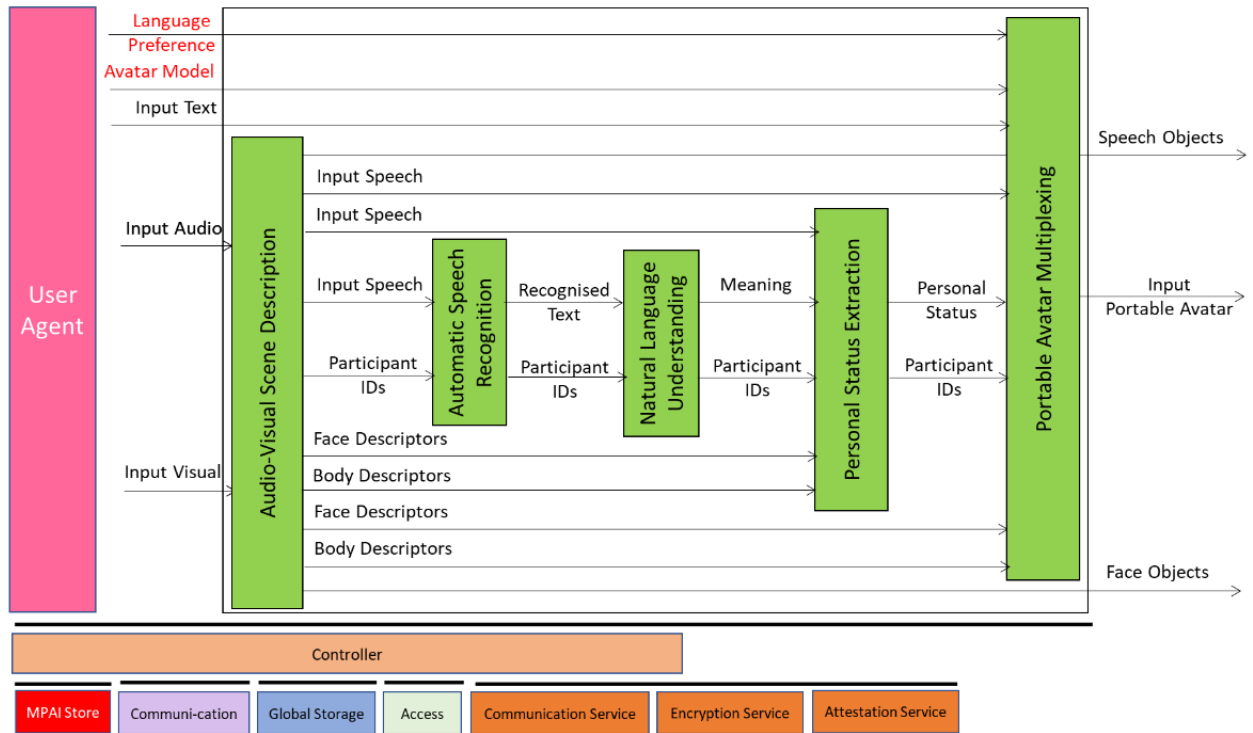 Language
Preference
Avatar Model
Input Text
Speech Objects
Input Speech
Input Speech
Input Audio
Input Speech
Recognised
Text
Meaning
Personal
Status
Input
Portable Avatar
User
Agent
Audio-Visual Scene Description
Automatic Speech
Recognition
Natural Language
Understanding
Personal Status Extraction
Portable Avatar Multiplexing
Participant
IDs
Participant
IDs
Participant
IDs
Participant
IDs
Face Descriptors
Input Visual
Body Descriptors
Face Descriptors
Body Descriptors
Face Objects
Controller
MPAI Store
Communi-cation
Global Storage
Access
Communication Service
Encryption Service
Attestation Service